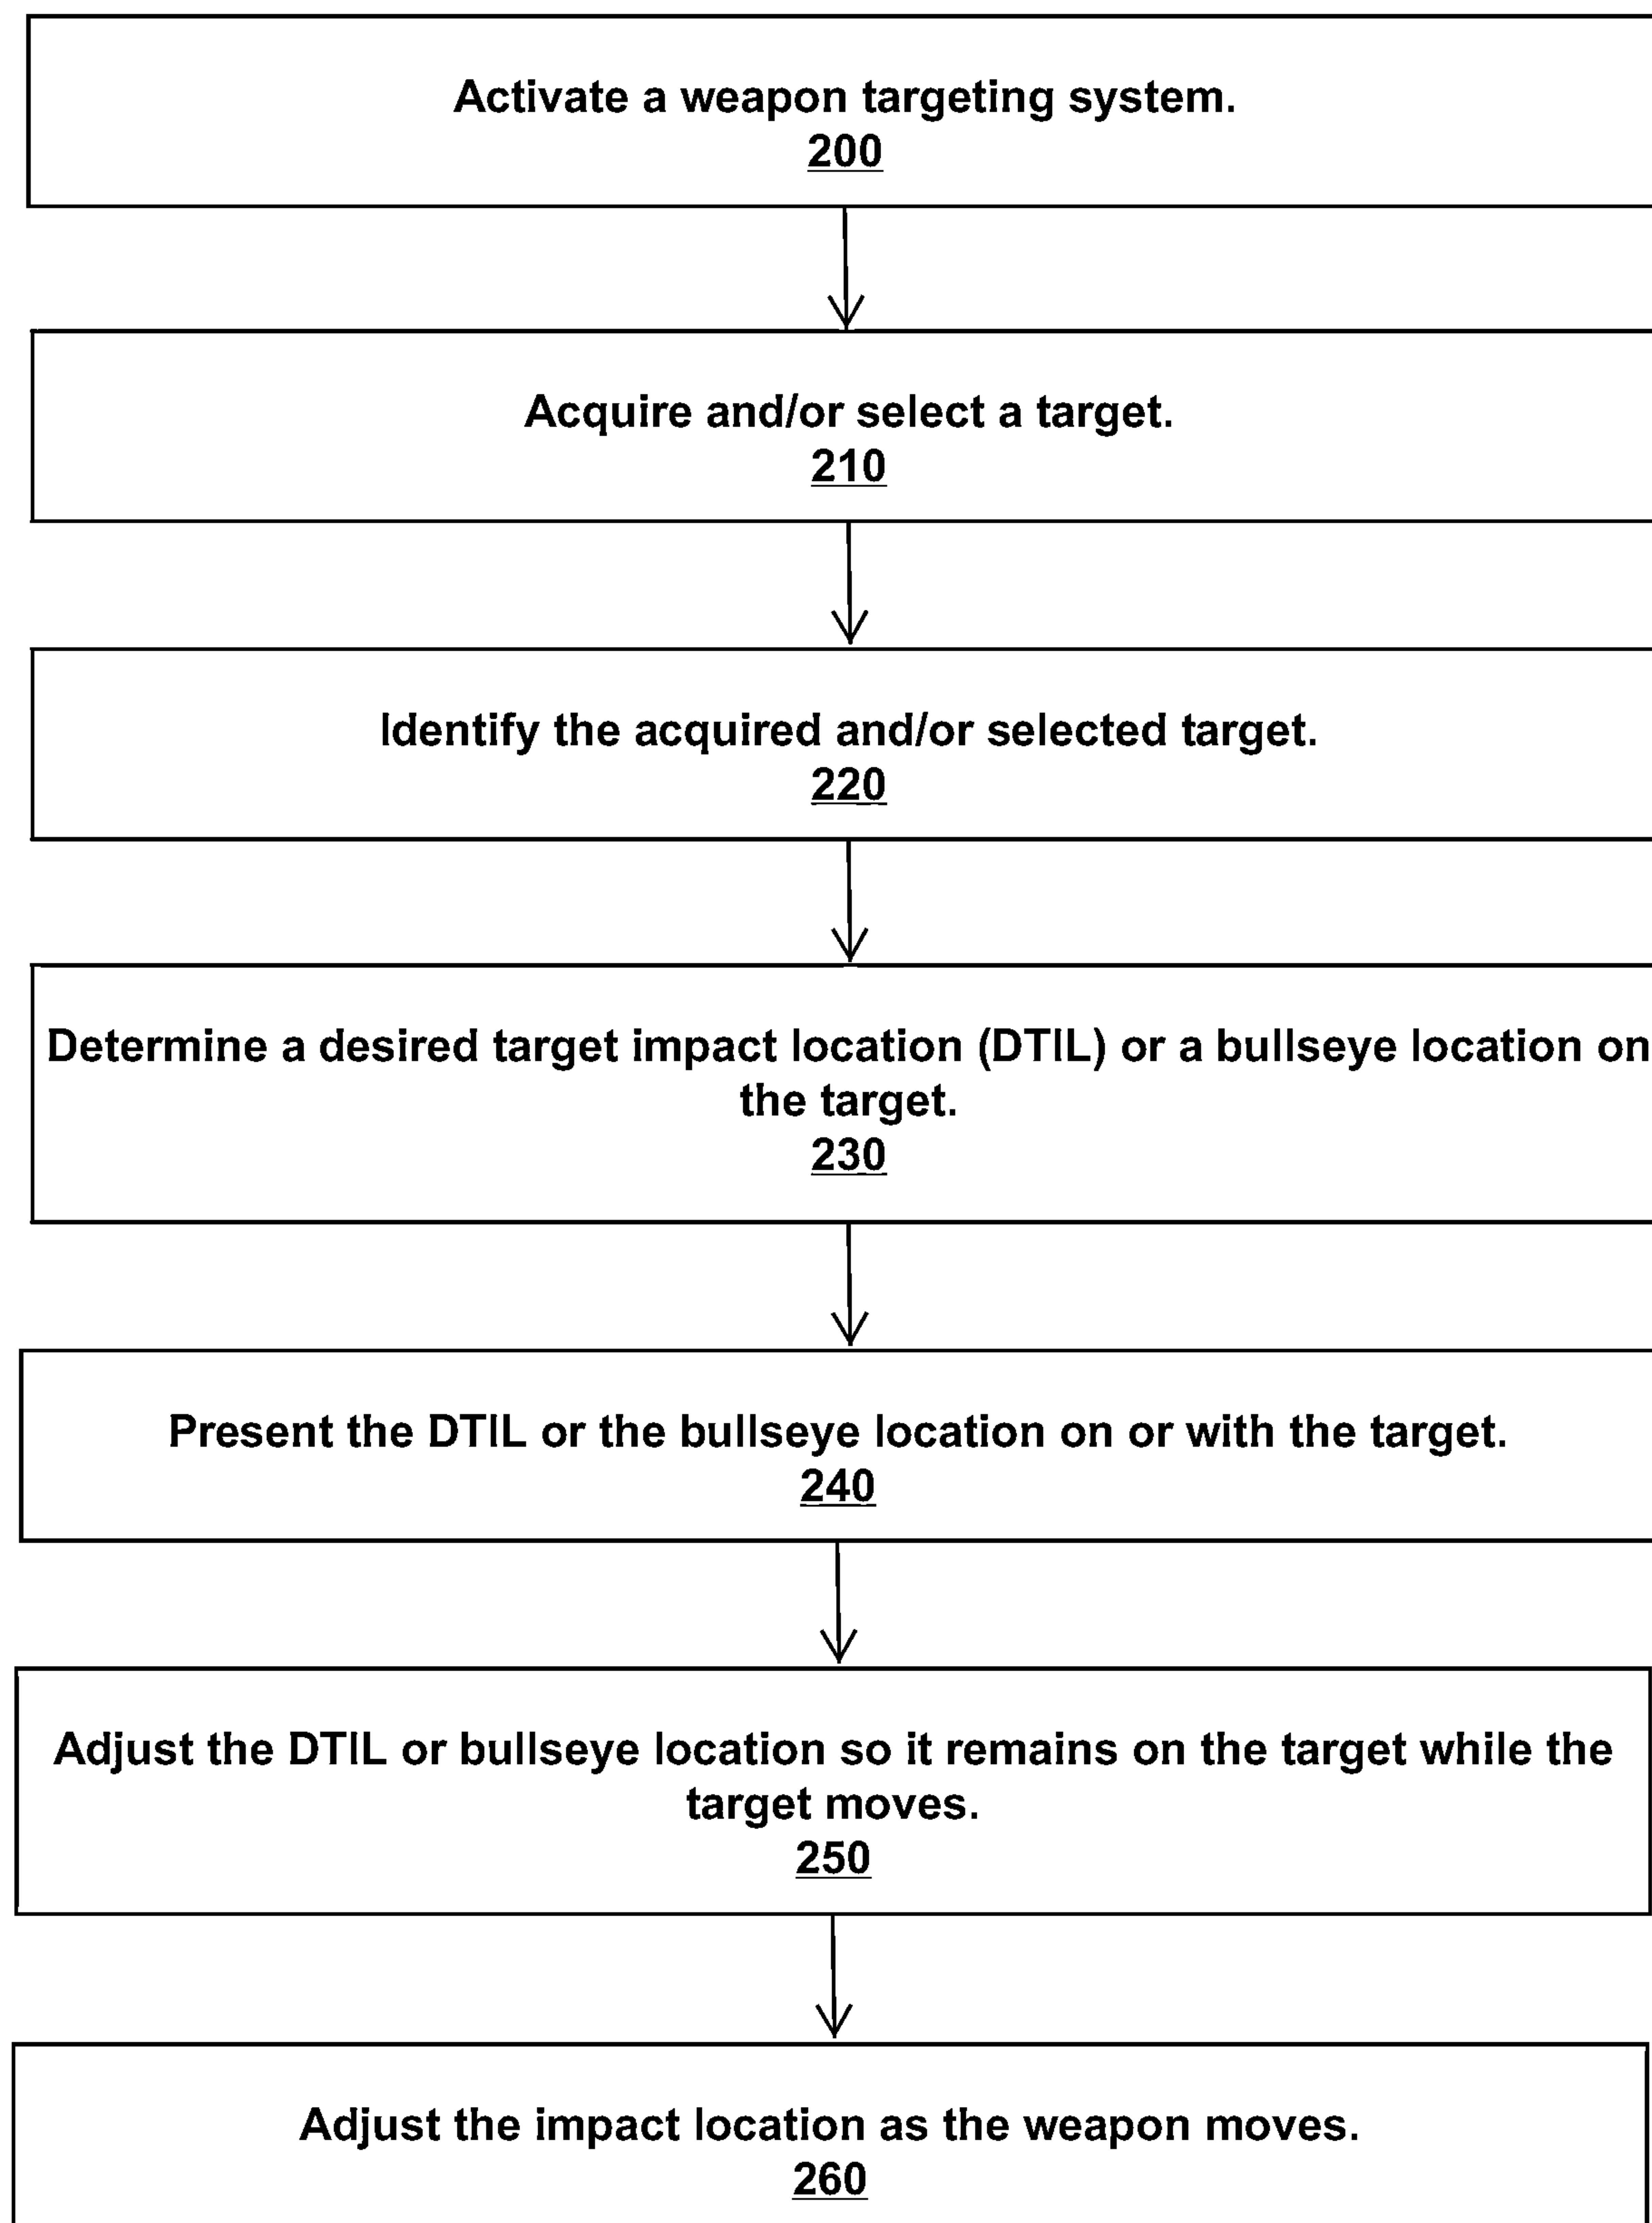 Activate a weapon targeting system.
200
Acquire and/or select a target.
210
Identify the acquired and/or selected target.
220
Determine a desired target impact location (DTIL) or a bullseye location on
the target.
230
Present the DTIL or the bullseye location on or with the target.
240
Adjust the DTIL or bullseye location so it remains on the target while the
target moves.
250
Adjust the impact location as the weapon moves.
260